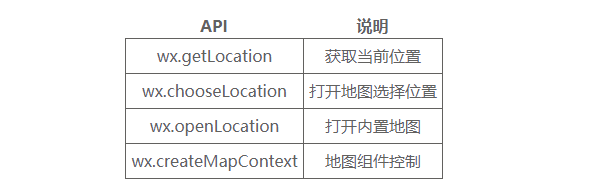 API 说明
wx.getLocation 获取当前位置
wx.chooseLocation 打开地图选择位置
wx.openLocation 打开内置地图
wx.createMapContext 地图组件控制